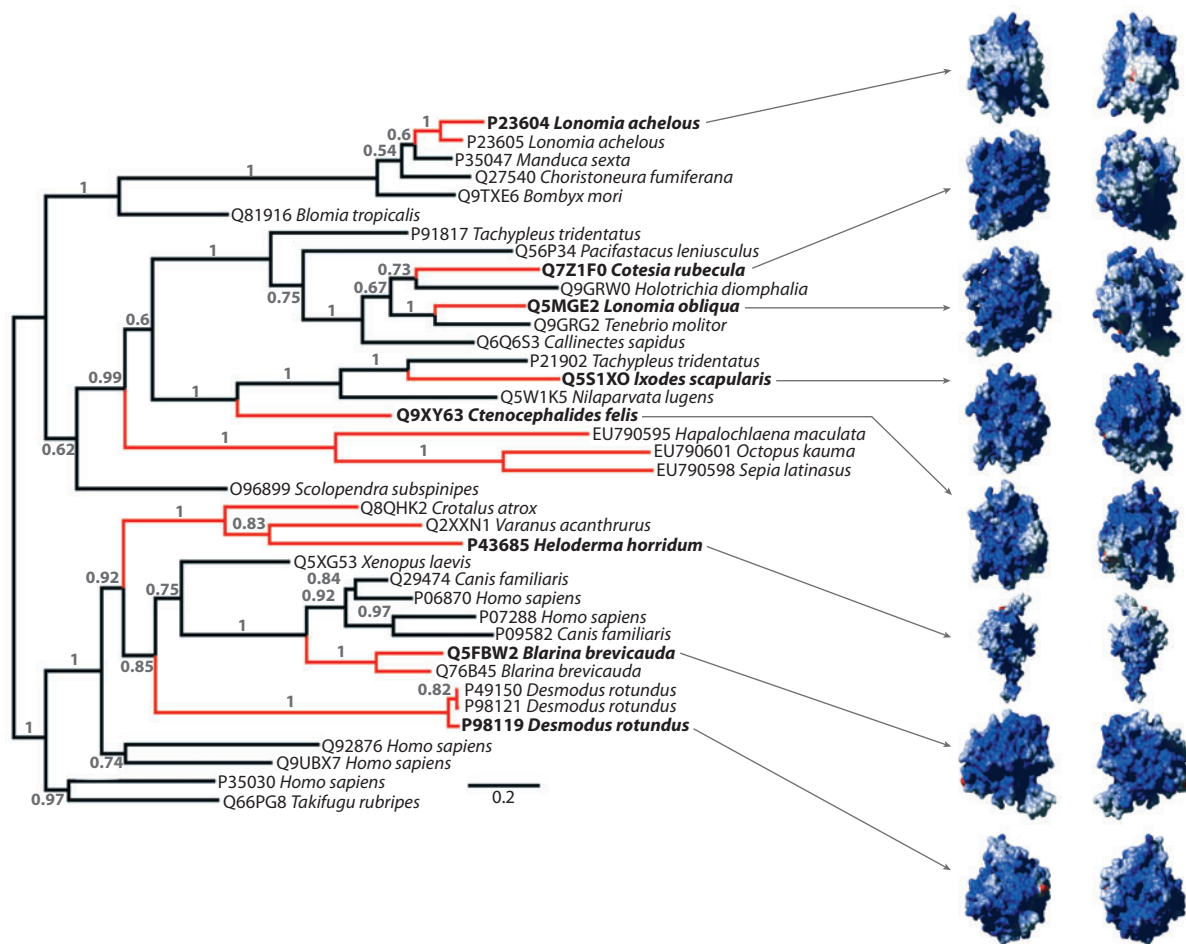 P23604 Lonomia achelous
1
0.6
P23605 Lonomia achelous
0.54
P35047 Manduca sexta
1
1
Q27540 Choristoneura fumiferana
Q9TXE6 Bombyx mori
Q81916 Blomia tropicalis
P91817 Tachypleus tridentatus
1
Q56P34 Pacifastacus leniusculus
0.73
Q7Z1F0 Cotesia rubecula
0.67
Q9GRW0 Holotrichia diomphalia
0.75
1
Q5MGE2 Lonomia obliqua
0.6
Q9GRG2 Tenebrio molitor
Q6Q6S3 Callinectes sapidus
1
P21902 Tachypleus tridentatus
0.99
1
Q5S1XO Ixodes scapularis
1
Q5W1K5 Nilaparvata lugens
Q9XY63 Ctenocephalides felis
EU790595 Hapalochlaena maculata
0.62
1
1
EU790601 Octopus kauma
EU790598 Sepia latinasus
O96899 Scolopendra subspinipes
Q8QHK2 Crotalus atrox
1
0.83
Q2XXN1 Varanus acanthrurus
P43685 Heloderma horridum
Q5XG53 Xenopus laevis
0.92
0.75
0.84
Q29474 Canis familiaris
0.92
P06870 Homo sapiens
0.97
P07288 Homo sapiens
1
P09582 Canis familiaris
1
0.85
1
Q5FBW2 Blarina brevicauda
Q76B45 Blarina brevicauda
0.82
P49150 Desmodus rotundus
1
P98121 Desmodus rotundus
P98119 Desmodus rotundus
1
Q92876 Homo sapiens
0.74
Q9UBX7 Homo sapiens
P35030 Homo sapiens
0.97
Q66PG8 Takifugu rubripes
0.2